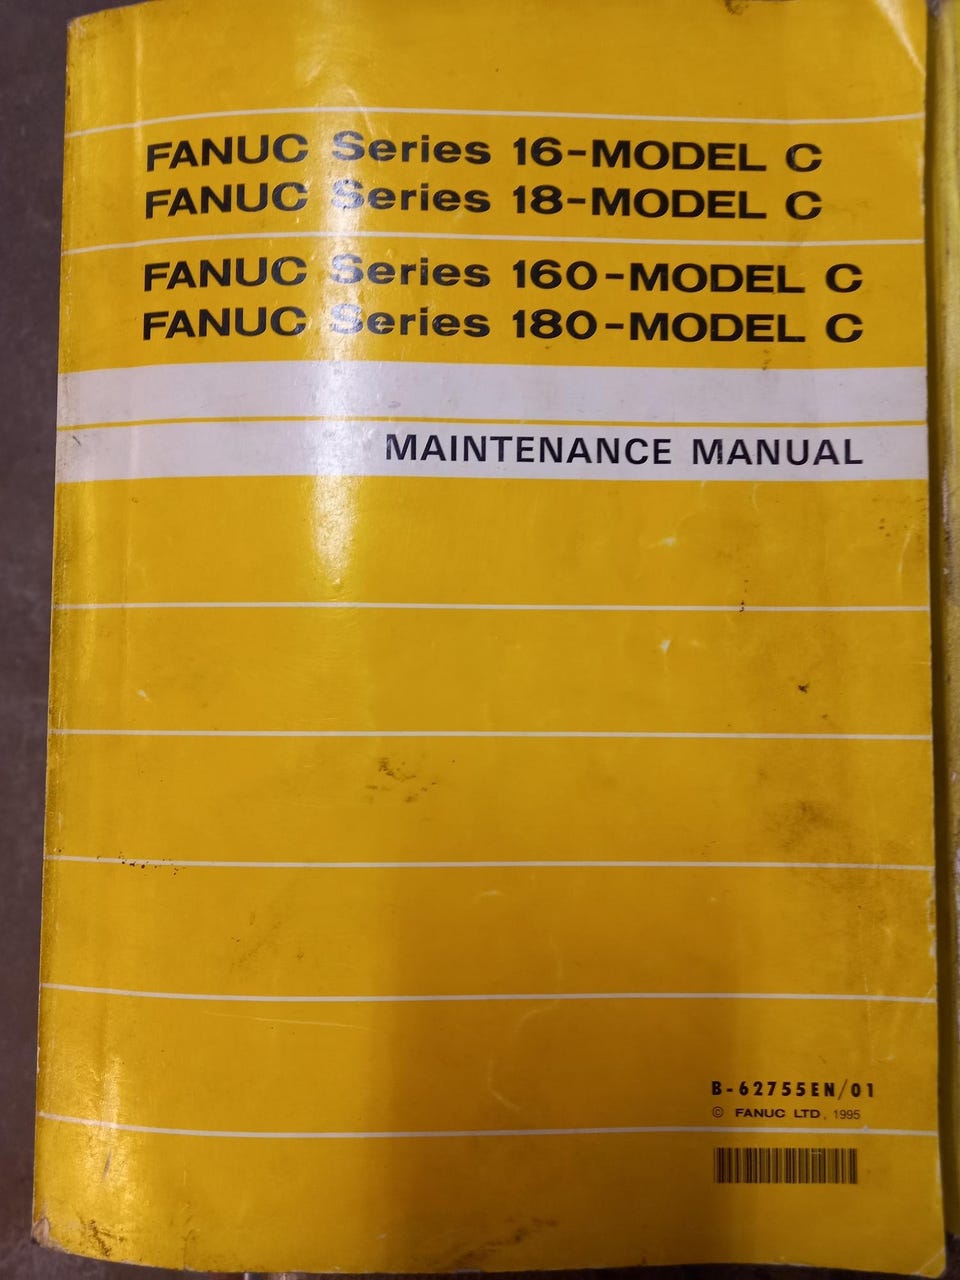 FANUC Series 16-MODEL C
FANUC Series 18-MODEL C
FANUC Series 160-MODEL C
FANUC Series 180-MODEL C
MAINTENANCE MANUAL
B-62755EN/01
© FANUC LTD, 1995